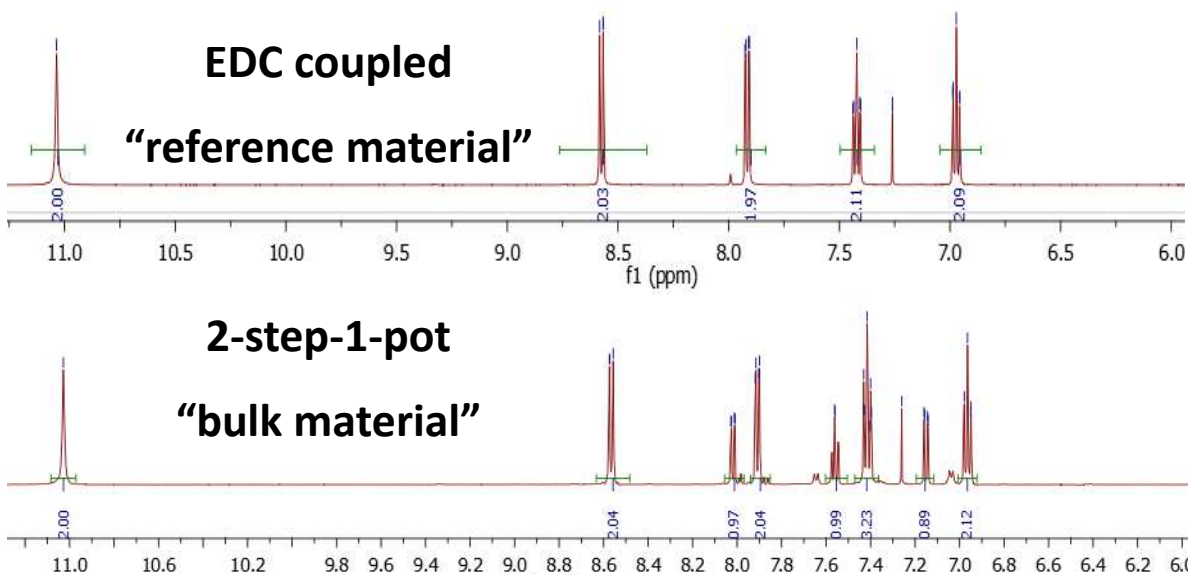 EDC coupled
“reference material”
2.00 2.03 1.97 2.11 2.09
11.0 10.5 10.0 9.5 9.0 8.5 8.0 7.5 7.0 6.5 6.0
f1 (ppm)
2-step-1-pot
“bulk material”
2.00 2.04 0.97 2.04 0.99 3.23 0.89 2.12
11.0 10.6 10.2 9.8 9.6 9.4 9.2 9.0 8.8 8.6 8.4 8.2 8.0 7.8 7.6 7.4 7.2 7.0 6.8 6.6 6.4 6.2 6.0